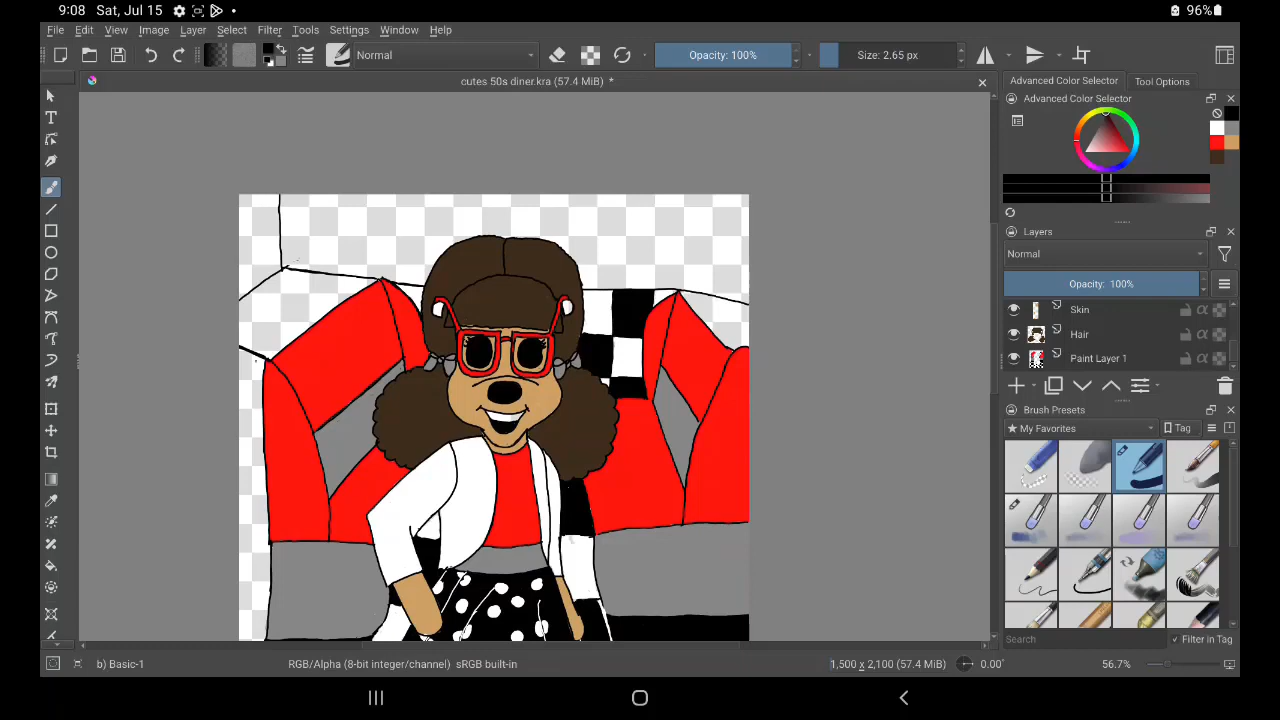 9:08 Sat, Jul 15 96%
File Edit View Image Layer Select Filter Tools Settings Window Help
Normal Opacity: 100% Size: 2.65 px
cutes 50s diner.kra (57.4 MiB) *
Advanced Color Selector Tool Options
Advanced Color Selector
Layers
Normal
Opacity: 100%
Skin
Hair
Paint Layer 1
Brush Presets
★ My Favorites Tag
Search Filter in Tag
b) Basic-1 RGB/Alpha (8-bit integer/channel) sRGB built-in 1,500 x 2,100 (57.4 MiB) 0.00° 56.7%